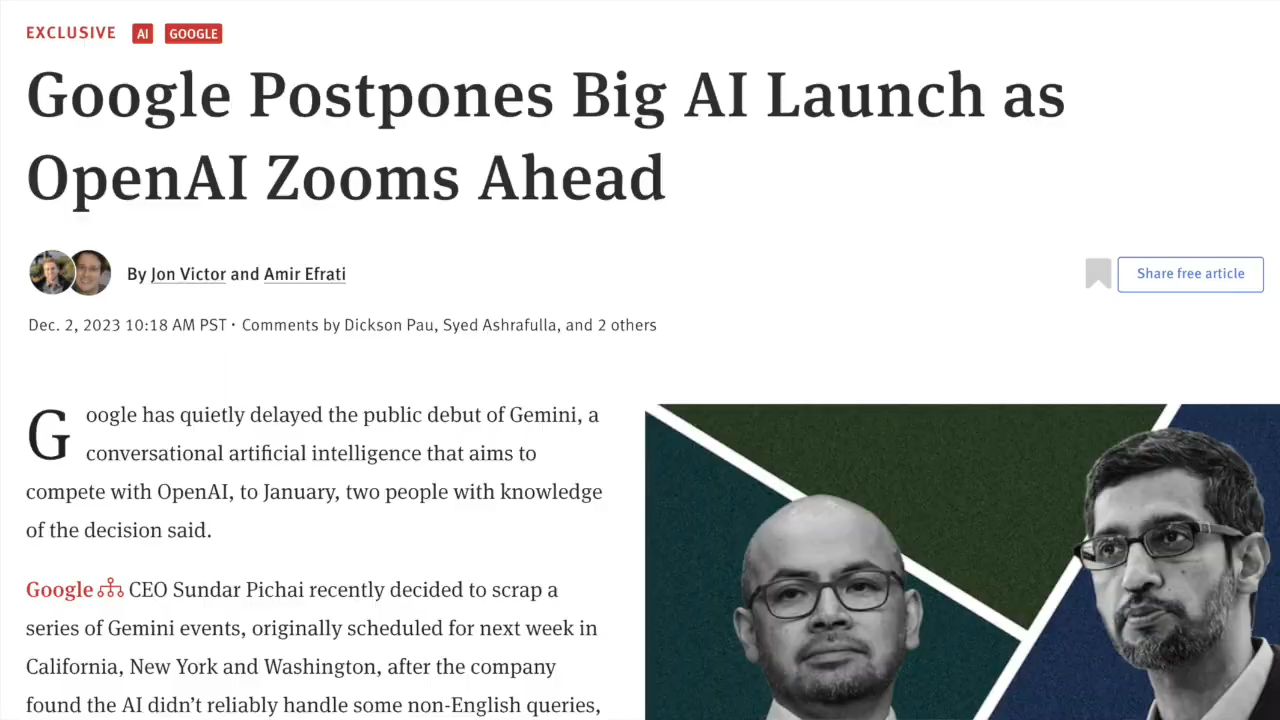 EXCLUSIVE AI GOOGLE
Google Postpones Big AI Launch as
OpenAI Zooms Ahead
By Jon Victor and Amir Efrati
Share free article
Dec. 2, 2023 10:18 AM PST · Comments by Dickson Pau, Syed Ashrafulla, and 2 others
Google has quietly delayed the public debut of Gemini, a
conversational artificial intelligence that aims to
compete with OpenAI, to January, two people with knowledge
of the decision said.
Google CEO Sundar Pichai recently decided to scrap a
series of Gemini events, originally scheduled for next week in
California, New York and Washington, after the company
found the AI didn’t reliably handle some non-English queries,